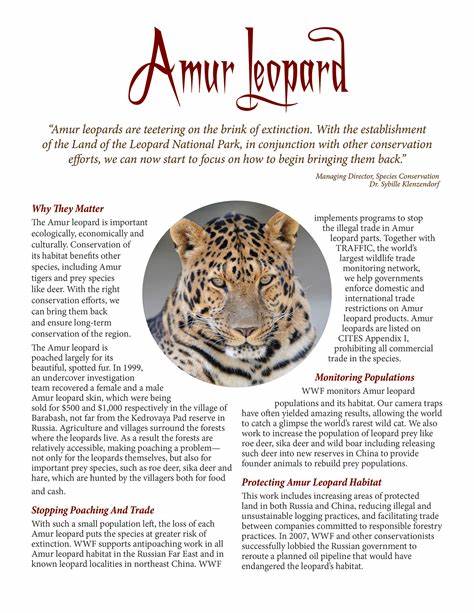 Amur Leopard
“Amur leopards are teetering on the brink of extinction. With the establishment
of the Land of the Leopard National Park, in conjunction with other conservation
efforts, we can now start to focus on how to begin bringing them back.”
Managing Director, Species Conservation
Dr. Sybille Klenzendorf
Why They Matter
The Amur leopard is important
ecologically, economically and
culturally. Conservation of
its habitat benefits other
species, including Amur
tigers and prey species
like deer. With the right
conservation efforts, we
can bring them back
and ensure long-term
conservation of the region.
The Amur leopard is
poached largely for its
beautiful, spotted fur. In 1999,
an undercover investigation
team recovered a female and a male
Amur leopard skin, which were being
sold for $500 and $1,000 respectively in the village of
Barabash, not far from the Kedrovaya Pad reserve in
Russia. Agriculture and villages surround the forests
where the leopards live. As a result the forests are
relatively accessible, making poaching a problem—
not only for the leopards themselves, but also for
important prey species, such as roe deer, sika deer and
hare, which are hunted by the villagers both for food
and cash.
Stopping Poaching And Trade
With such a small population left, the loss of each
Amur leopard puts the species at greater risk of
extinction. WWF supports antipoaching work in all
Amur leopard habitat in the Russian Far East and in
known leopard localities in northeast China. WWF
implements programs to stop
the illegal trade in Amur
leopard parts. Together with
TRAFFIC, the world’s
largest wildlife trade
monitoring network,
we help governments
enforce domestic and
international trade
restrictions on Amur
leopard products. Amur
leopards are listed on
CITES Appendix I,
prohibiting all commercial
trade in the species.
Monitoring Populations
WWF monitors Amur leopard
populations and its habitat. Our camera traps
have often yielded amazing results, allowing the world
to catch a glimpse the world’s rarest wild cat. We also
work to increase the population of leopard prey like
roe deer, sika deer and wild boar including releasing
such deer into new reserves in China to provide
founder animals to rebuild prey populations.
Protecting Amur Leopard Habitat
This work includes increasing areas of protected
land in both Russia and China, reducing illegal and
unsustainable logging practices, and facilitating trade
between companies committed to responsible forestry
practices. In 2007, WWF and other conservationists
successfully lobbied the Russian government to
reroute a planned oil pipeline that would have
endangered the leopard’s habitat.